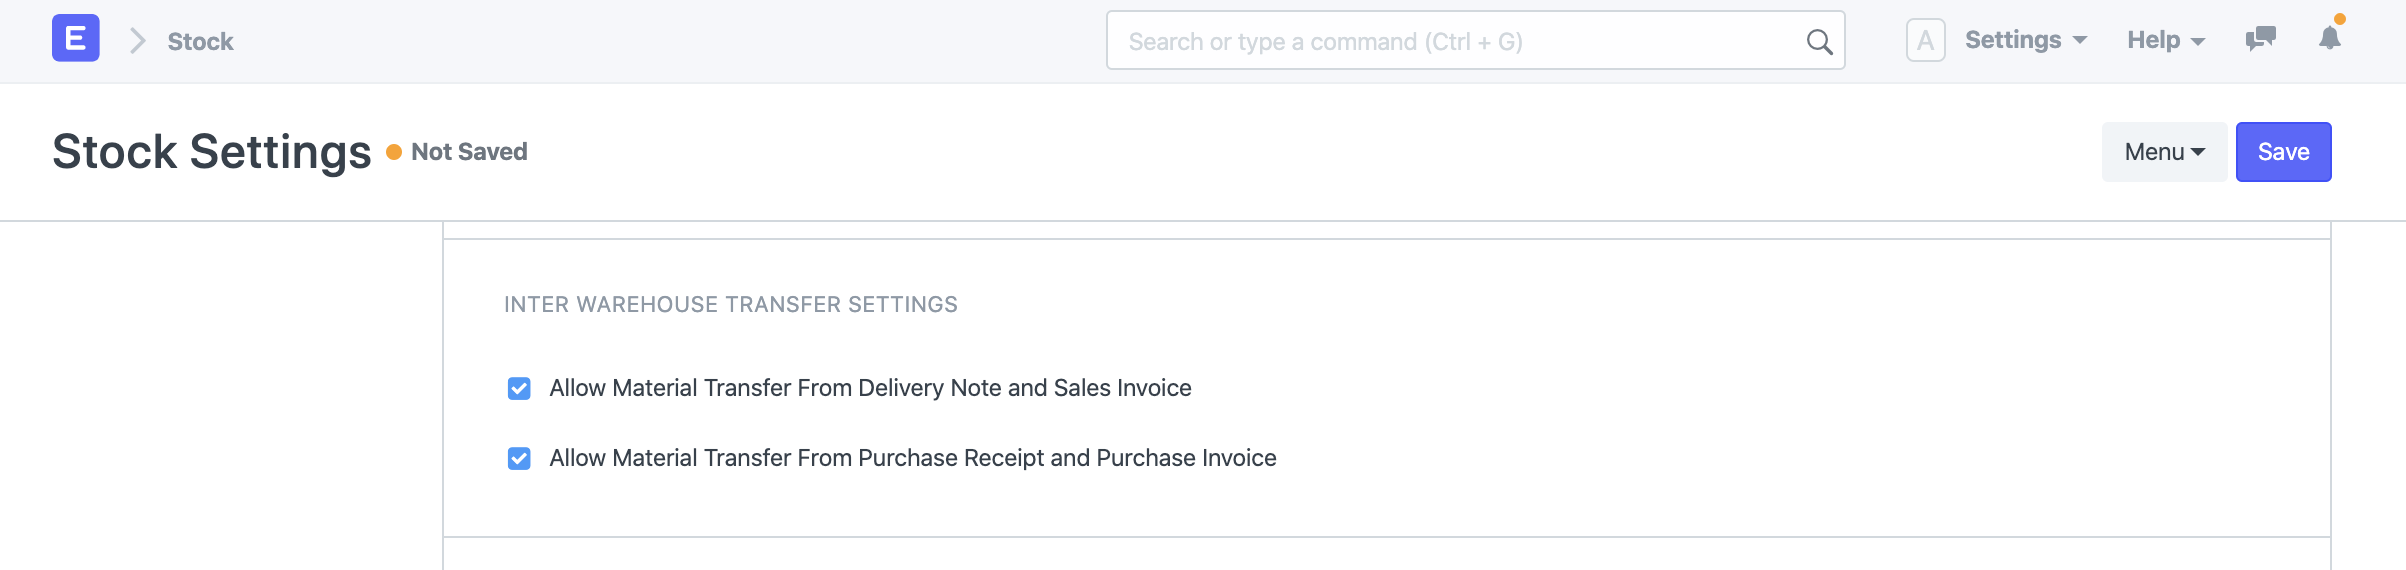 E
Stock
Search or type a command (Ctrl + G)
A
Settings
Help
Stock Settings
Not Saved
Menu
Save
INTER WAREHOUSE TRANSFER SETTINGS
Allow Material Transfer From Delivery Note and Sales Invoice
Allow Material Transfer From Purchase Receipt and Purchase Invoice